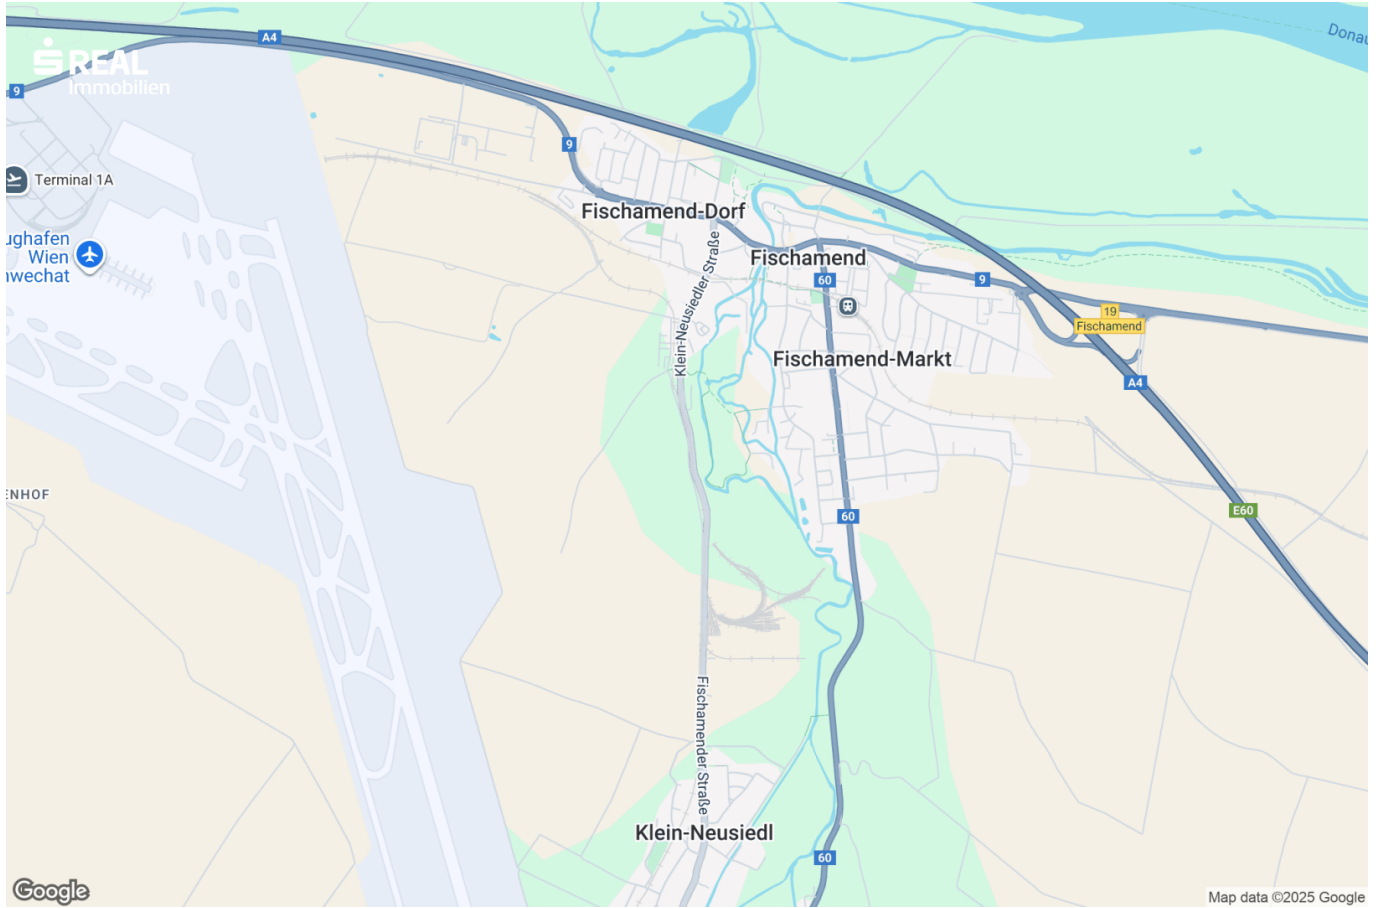 A4
Donau
S REAL
Immobilien
9
9
Terminal 1A
Fischamend-Dorf
ughafen
Wien
nwechat
Fischamend
60
9
Klein-Neusiedler Straße
19
Fischamend
Fischamend-Markt
A4
ENHOF
60
E60
Fischamender Straße
Klein-Neusiedl
60
Google
Map data ©2025 Google